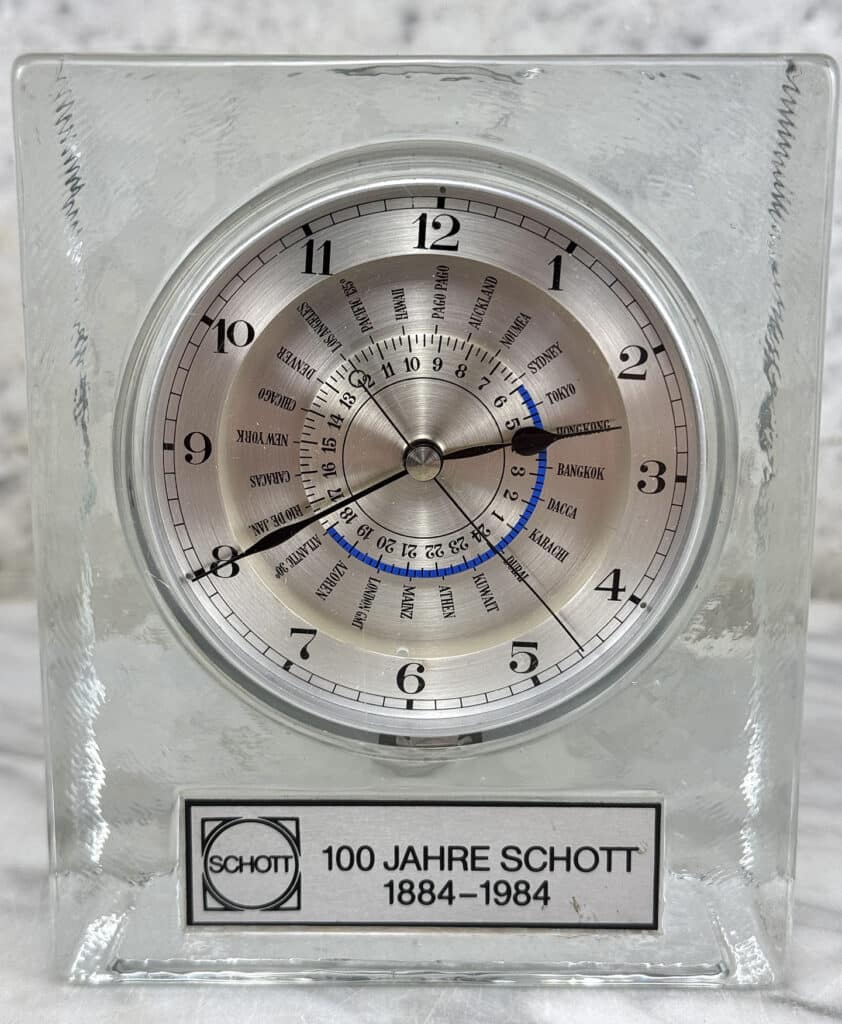 12
1
2
3
4
5
6
7
8
9
10
11
PAGO PAGO
AUCKLAND
NOUMEA
SYDNEY
TOKYO
HONGKONG
BANGKOK
DACCA
KARACHI
DUBAI
KUWAIT
ATHEN
MAINZ
LONDON GMT
AZOREN
ATLANTIC 30°
RIO DE JAN.
CARACAS
NEW YORK
CHICAGO
DENVER
LOS ANGELES
PACIFIC 135°
HAWAII
9
8
7
6
5
3
2
1
24
23
22
21
20
19
18
17
16
15
14
13
12
11
10
SCHOTT
100 JAHRE SCHOTT
1884–1984